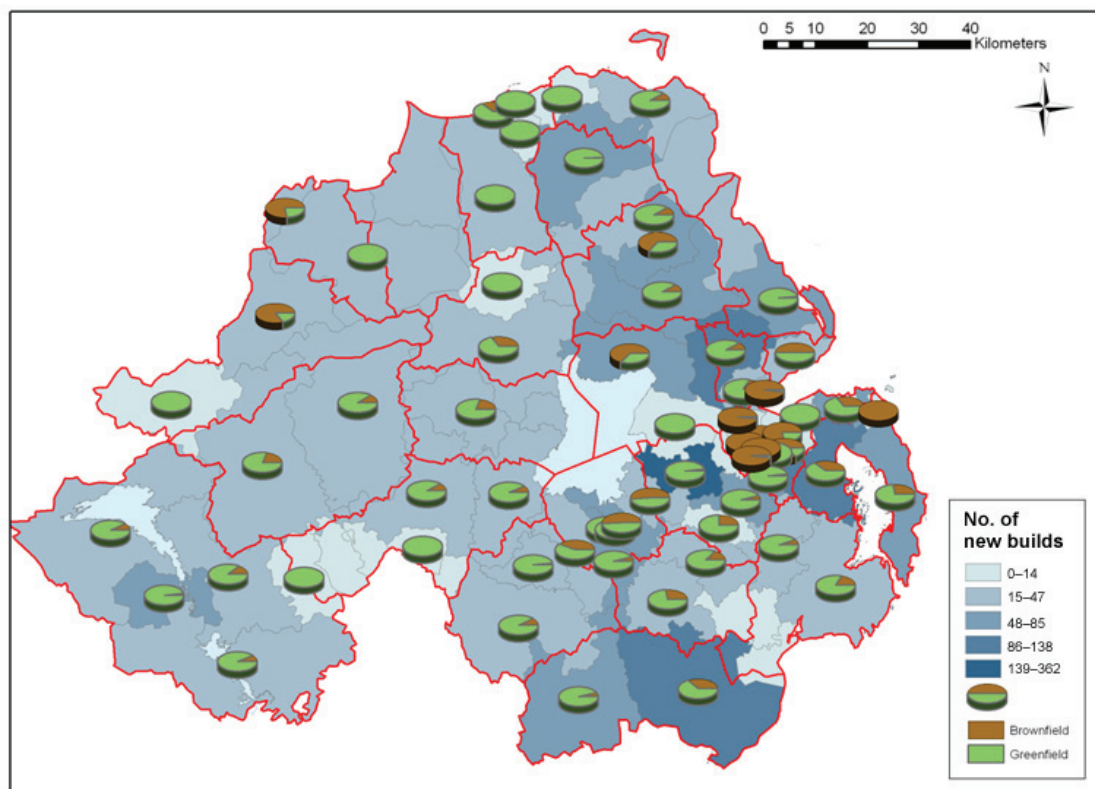 0 5 10 20 30 40
Kilometers
N
No. of
new builds
0–14
15–47
48–85
86–138
139–362
Brownfield
Greenfield